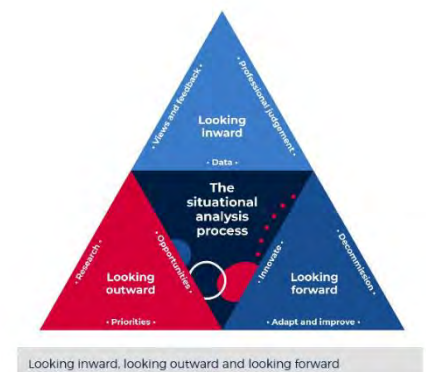 • Views and feedback •
• Professional judgement •
Looking
inward
• Data •
The
situational
analysis
process
• Research •
• Opportunities •
Looking
outward
• Priorities •
• Innovate •
• Decommission •
Looking
forward
• Adapt and improve •
Looking inward, looking outward and looking forward